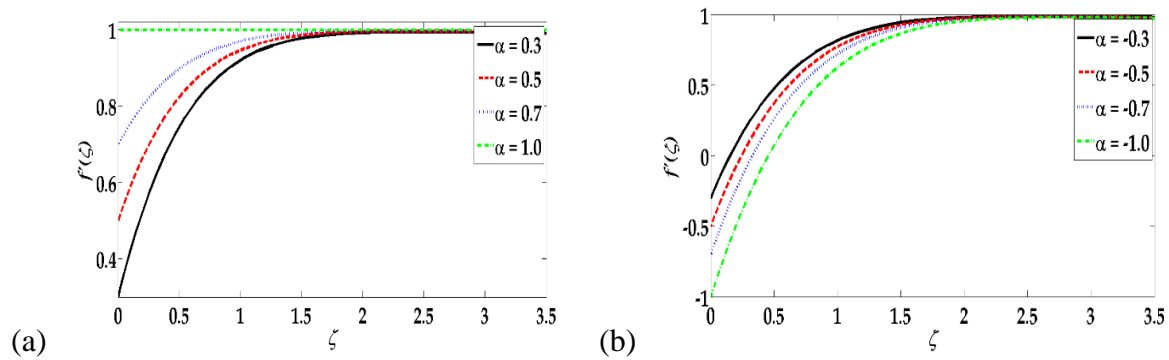 1
0.8
0.6
0.4
f'(ζ)
α = 0.3
α = 0.5
α = 0.7
α = 1.0
0 0.5 1 1.5 2 2.5 3 3.5
ζ
(a)
1
0.5
0
-0.5
-1
f'(ζ)
α = -0.3
α = -0.5
α = -0.7
α = -1.0
0 0.5 1 1.5 2 2.5 3 3.5
ζ
(b)